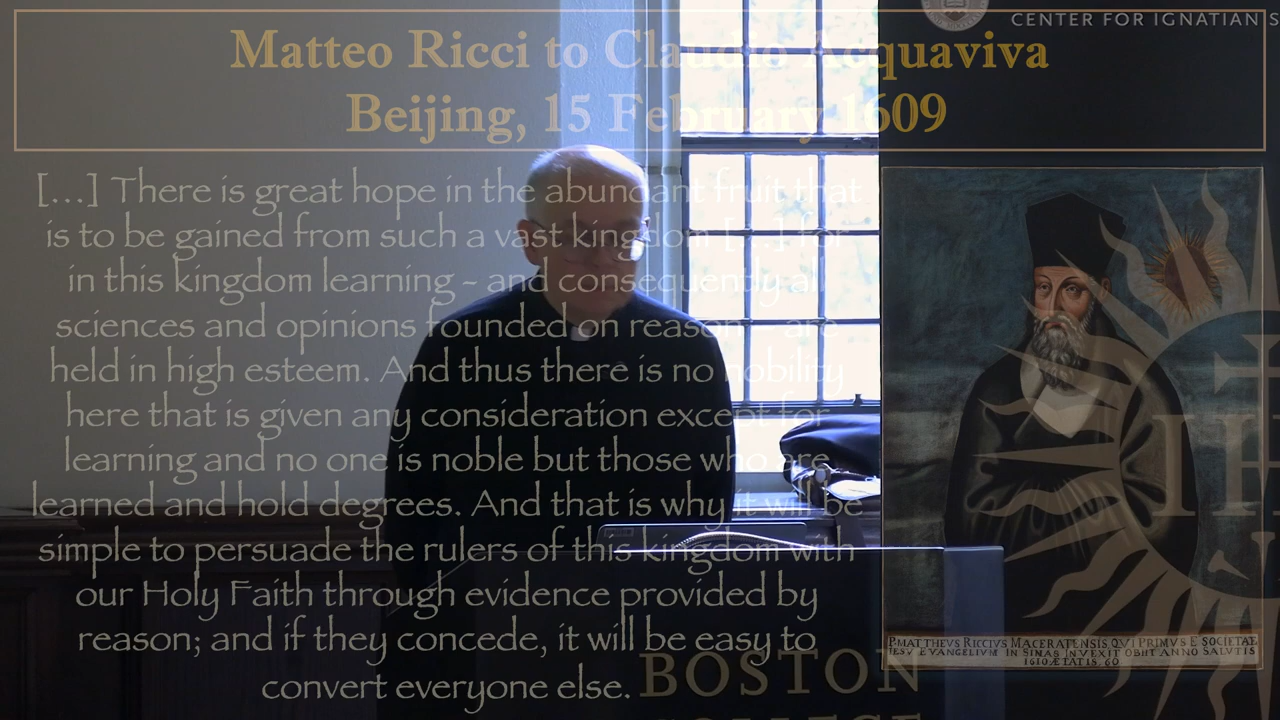 CENTER FOR IGNATIAN S
Matteo Ricci to Claudio Acquaviva
Beijing, 15 February 1609
[...] There is great hope in the abundant fruit that
is to be gained from such a vast kingdom [...] for
in this kingdom learning - and consequently all
sciences and opinions founded on reason - are
held in high esteem. And thus there is no nobility
here that is given any consideration except for
learning and no one is noble but those who are
learned and hold degrees. And that is why it will be
simple to persuade the rulers of this kingdom with
our Holy Faith through evidence provided by
reason; and if they concede, it will be easy to
convert everyone else.
P. MATTHEVS RICCIVS MACERATENSIS QVI PRIMVS E SOCIETAE
IESV EVANGELIVM IN SINAS INVEXIT OBIIT ANNO SALVTIS
1610 ÆTATIS, 60
IH
BOSTON
COLLEGE